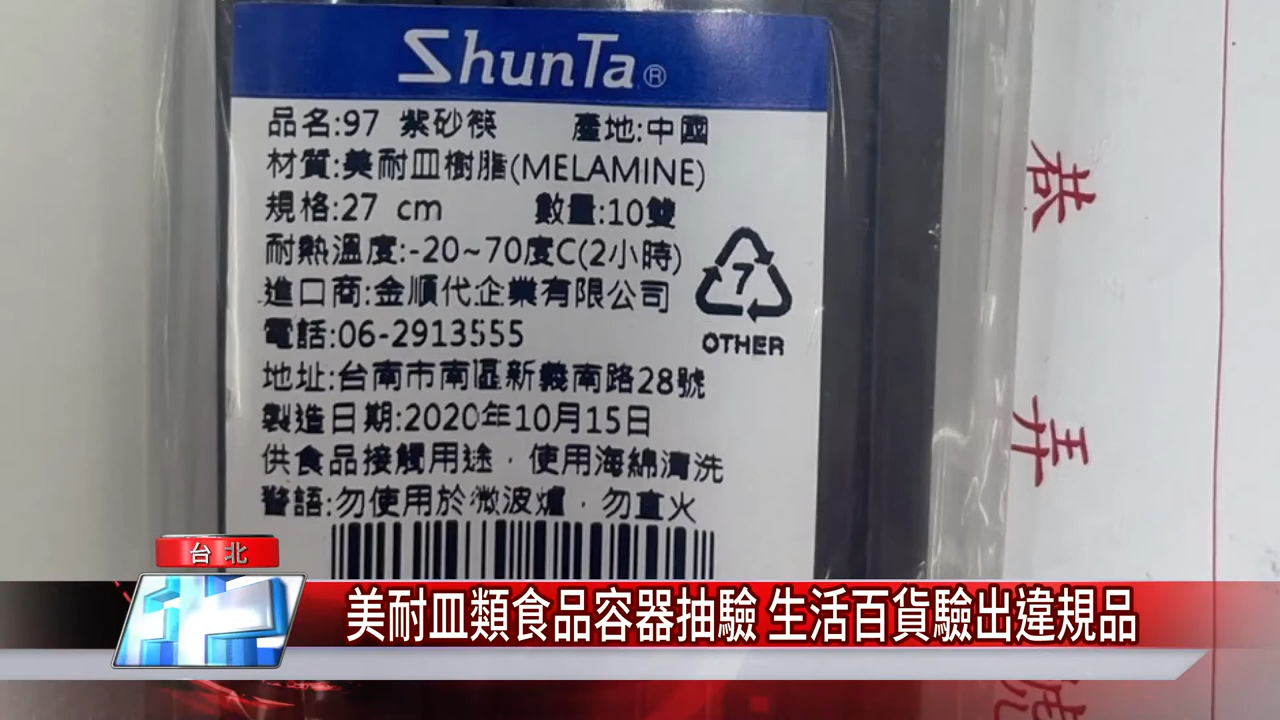 ShunTa®
品名:97 紫砂筷 產地:中國
材質:美耐皿樹脂(MELAMINE)
規格:27 cm 數量:10雙
耐熱溫度:-20~70度C(2小時)
進口商:金順代企業有限公司
電話:06-2913555
地址:台南市南區新義南路28號
製造日期:2020年10月15日
供食品接觸用途，使用海綿清洗
警語:勿使用於微波爐，勿直火
7
OTHER
恭
弄
台北
美耐皿類食品容器抽驗 生活百貨驗出違規品